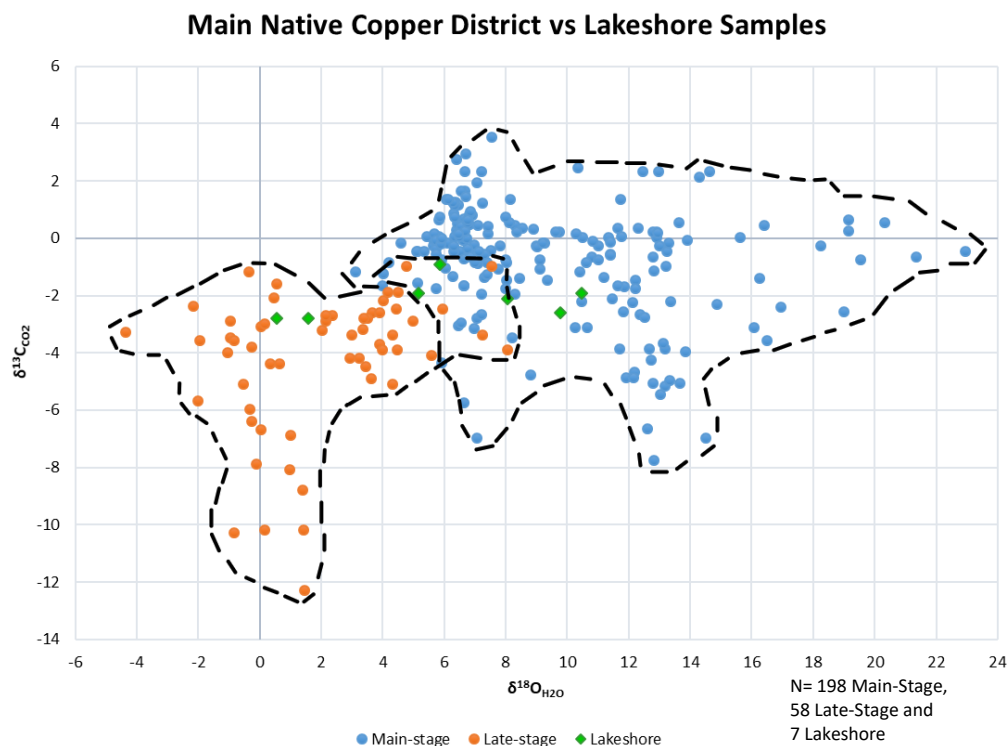 Main Native Copper District vs Lakeshore Samples
6
4
2
0
-2
-4
-6
-8
-10
-12
-14
δ¹³C_CO2
-6 -4 -2 0 2 4 6 8 10 12 14 16 18 20 22 24
δ¹⁸O_H2O
N= 198 Main-Stage,
58 Late-Stage and
7 Lakeshore
Main-stage Late-stage Lakeshore